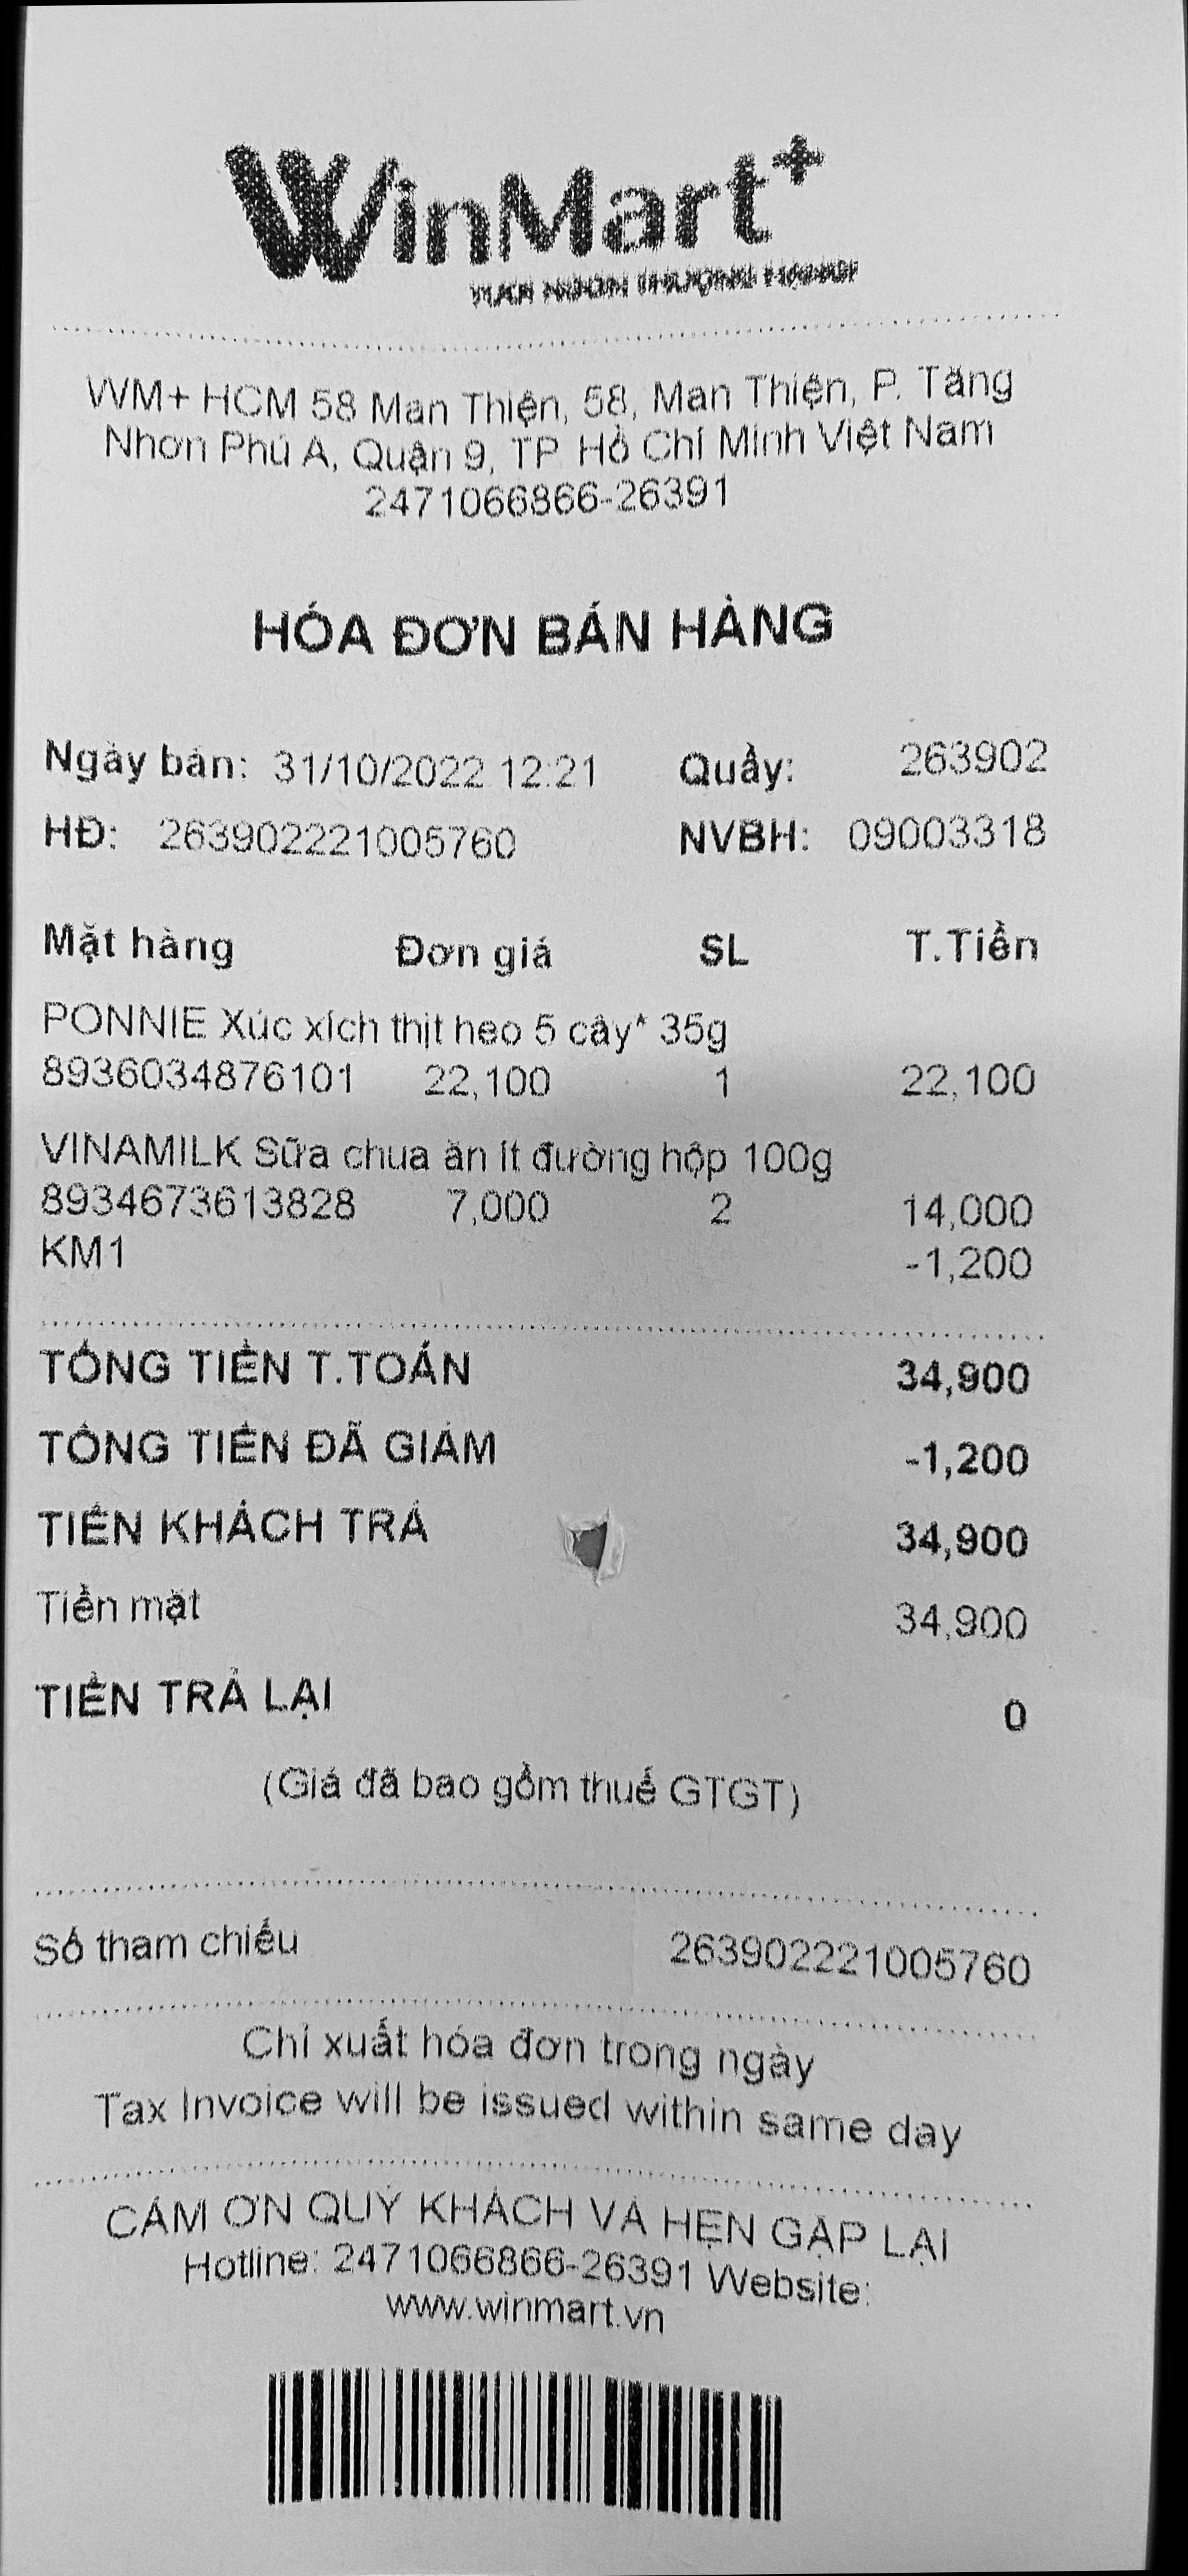 WinMart+
WM+ HCM 58 Man Thiện, 58, Man Thiện, P. Tăng
Nhơn Phú A, Quận 9, TP. Hồ Chí Minh Việt Nam
2471066866-26391
HÓA ĐƠN BÁN HÀNG
Ngày bán: 31/10/2022 12:21 Quầy: 263902
HĐ: 263902221005760 NVBH: 09003318
Mặt hàng Đơn giá SL T.Tiền
PONNIE Xúc xích thịt heo 5 cây* 35g
8936034876101 22,100 1 22,100
VINAMILK Sữa chua ăn ít đường hộp 100g
8934673613828 7,000 2 14,000
KM1 -1,200
TỔNG TIỀN T.TOÁN 34,900
TỔNG TIỀN ĐÃ GIẢM -1,200
TIỀN KHÁCH TRẢ 34,900
Tiền mặt 34,900
TIỀN TRẢ LẠI 0
(Giá đã bao gồm thuế GTGT)
Số tham chiếu 263902221005760
Chỉ xuất hóa đơn trong ngày
Tax Invoice will be issued within same day
CẢM ƠN QUÝ KHÁCH VÀ HẸN GẶP LẠI
Hotline: 2471066866-26391 Website:
www.winmart.vn